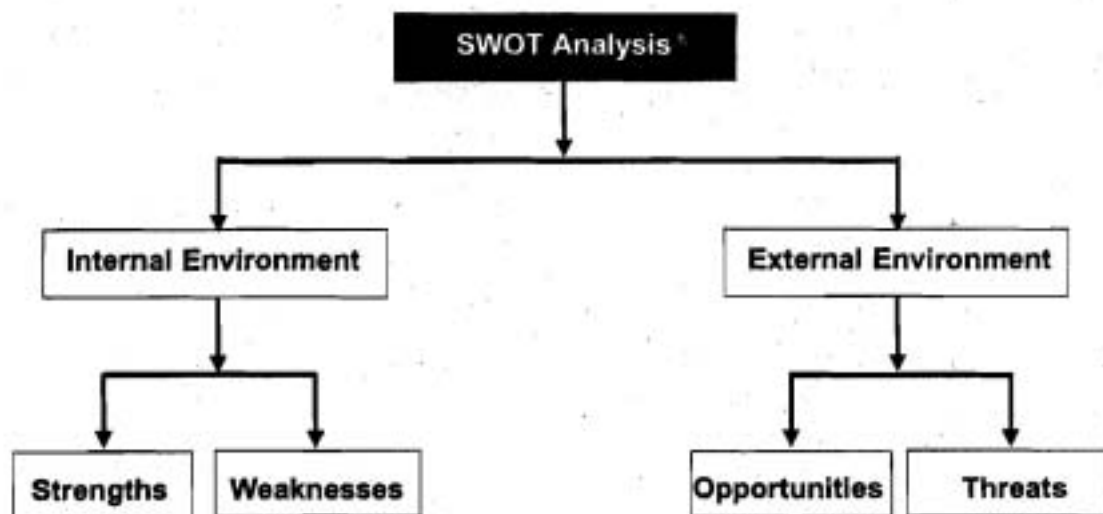 SWOT Analysis
Internal Environment
External Environment
Strengths
Weaknesses
Opportunities
Threats